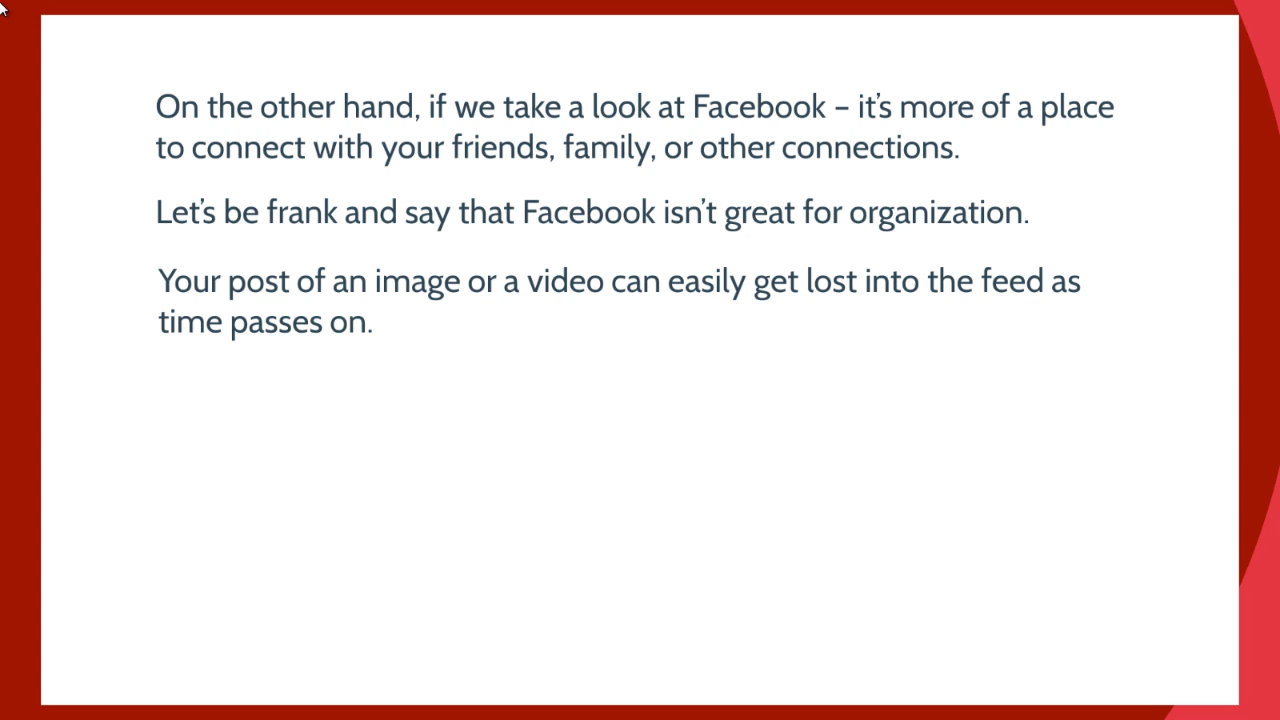 On the other hand, if we take a look at Facebook – it's more of a place
to connect with your friends, family, or other connections.
Let's be frank and say that Facebook isn't great for organization.
Your post of an image or a video can easily get lost into the feed as
time passes on.